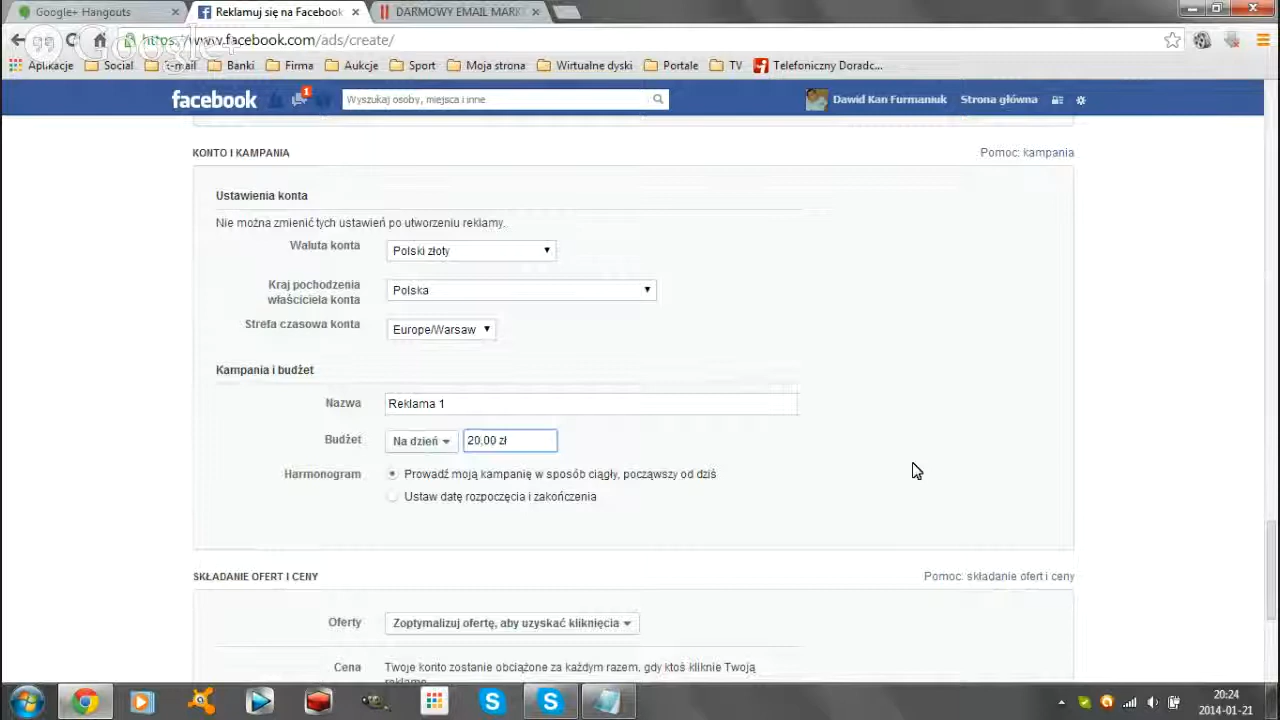 Google+ Hangouts
Reklamuj się na Facebook
DARMOWY EMAIL MARK
https://www.facebook.com/ads/create/
Google+
Aplikacje
Social
E-mail
Banki
Firma
Aukcje
Sport
Moja strona
Wirtualne dyski
Portale
TV
Telefoniczny Doradc...
facebook
1
Wyszukaj osoby, miejsca i inne
Dawid Kan Furmaniuk
Strona główna
KONTO I KAMPANIA
Pomoc: kampania
Ustawienia konta
Nie można zmienić tych ustawień po utworzeniu reklamy.
Waluta konta
Polski złoty
Kraj pochodzenia
właściciela konta
Polska
Strefa czasowa konta
Europe/Warsaw
Kampania i budżet
Nazwa
Reklama 1
Budżet
Na dzień
20,00 zł
Harmonogram
Prowadź moją kampanię w sposób ciągły, począwszy od dziś
Ustaw datę rozpoczęcia i zakończenia
SKŁADANIE OFERT I CENY
Pomoc: składanie ofert i ceny
Oferty
Zoptymalizuj ofertę, aby uzyskać kliknięcia
Cena
Twoje konto zostanie obciążone za każdym razem, gdy ktoś kliknie Twoją
reklamę.
20:24
2014-01-21